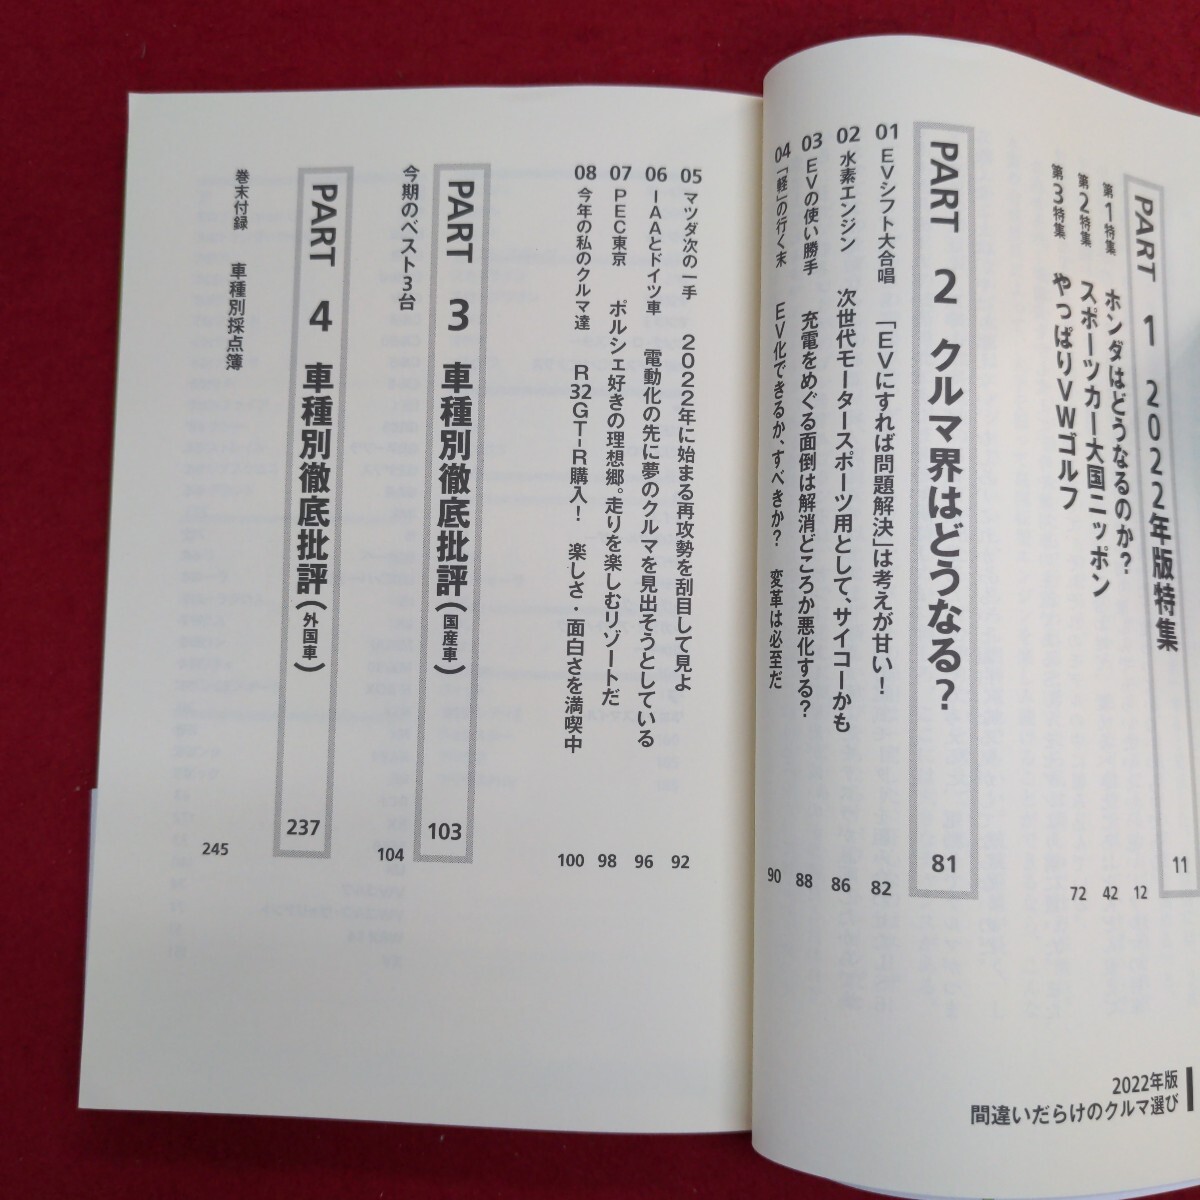 2022年版
間違いだらけのクルマ選び
PART 1 2022年版特集 11
第1特集 ホンダはどうなるのか? 12
第2特集 スポーツカー大国ニッポン 42
第3特集 やっぱりVWゴルフ 72
PART 2 クルマ界はどうなる? 81
01 EVシフト大合唱 「EVにすれば問題解決」は考えが甘い! 82
02 水素エンジン 次世代モータースポーツ用として、サイコーかも 86
03 EVの使い勝手 充電をめぐる面倒は解消どころか悪化する? 88
04 「軽」の行く末 EV化できるか、すべきか? 変革は必至だ 90
05 マツダ次の一手 2022年に始まる再攻勢を刮目して見よ 92
06 IAAとドイツ車 電動化の先に夢のクルマを見出そうとしている 96
07 PEC東京 ポルシェ好きの理想郷。走りを楽しむリゾートだ 98
08 今年の私のクルマ達 R32GT-R購入! 楽しさ・面白さを満喫中 100
PART 3 車種別徹底批評(国産車) 103
今期のベスト3台 104
PART 4 車種別徹底批評(外国車) 237
巻末付録 車種別採点簿 245